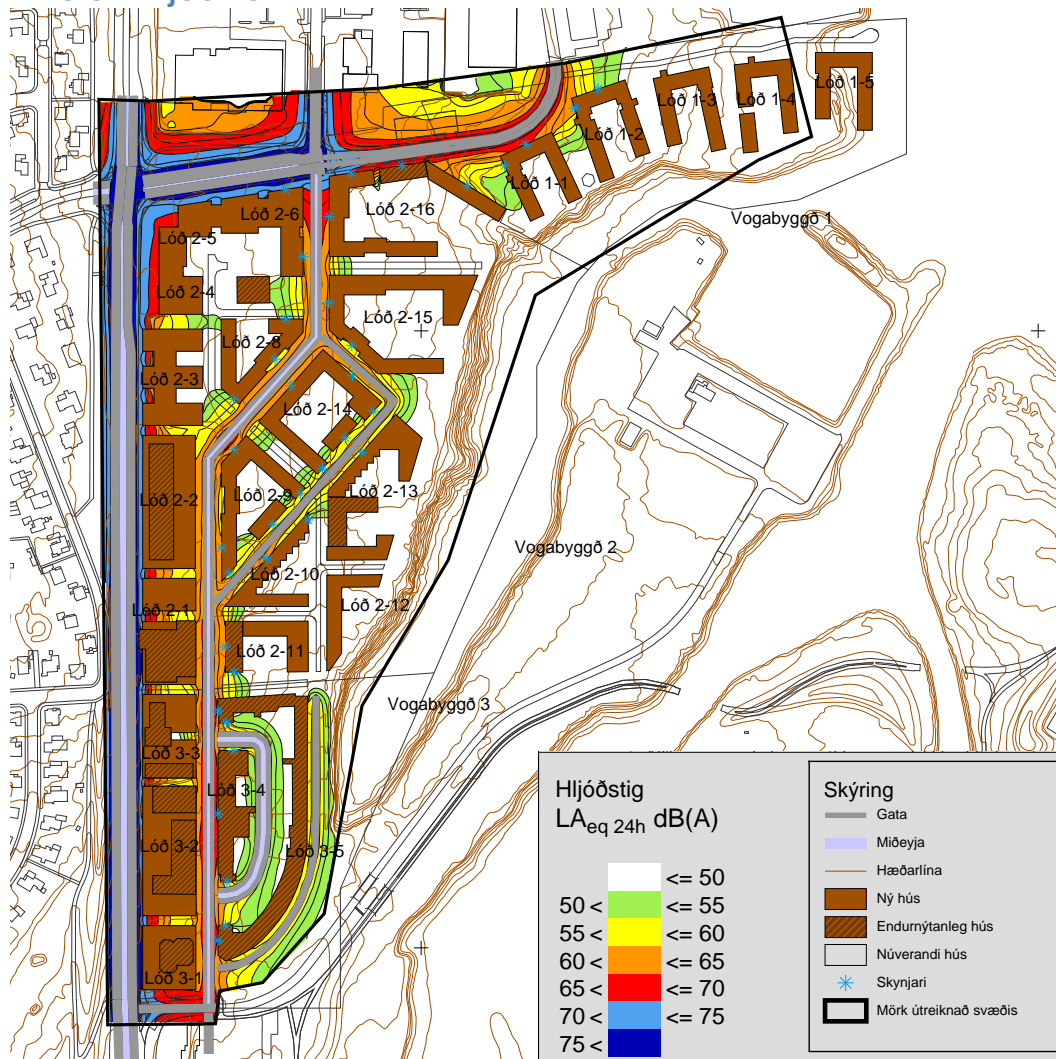 Lóð 1-5
Lóð 1-4
Lóð 1-3
Lóð 1-2
Lóð 1-1
Lóð 2-16
Lóð 2-6
Lóð 2-5
Vogabyggð 1
Lóð 2-4
Lóð 2-15
Lóð 2-8
Lóð 2-3
Lóð 2-14
Lóð 2-2
Lóð 2-9
Lóð 2-13
Vogabyggð 2
Lóð 2-10
Lóð 2-1
Lóð 2-12
Lóð 2-11
Vogabyggð 3
Lóð 3-3
Lóð 3-4
Lóð 3-2
Lóð 3-5
Lóð 3-1
Hljóðstig
LAeq 24h dB(A)
<= 50
50 < <= 55
55 < <= 60
60 < <= 65
65 < <= 70
70 < <= 75
75 <
Skýring
Gata
Miðeyja
Hæðarlína
Ný hús
Endurnýtanleg hús
Núverandi hús
Skynjari
Mörk útreiknað svæðis